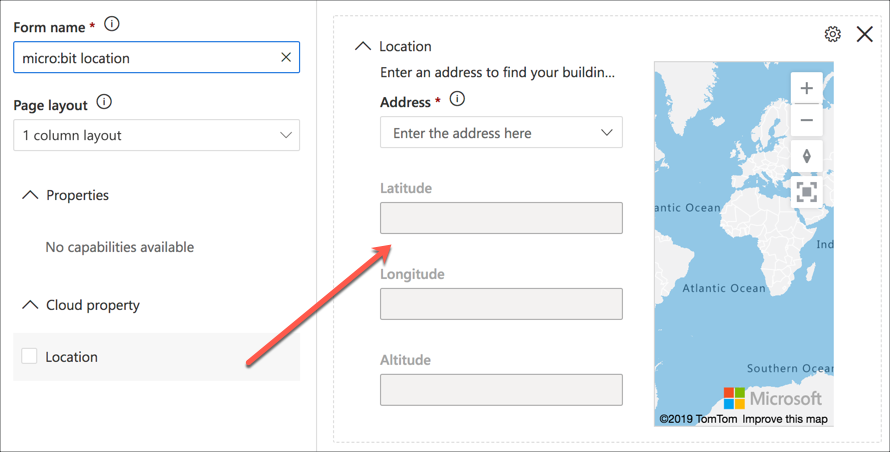 Form name *
micro:bit location
Page layout
1 column layout
Properties
No capabilities available
Cloud property
Location
Location
Enter an address to find your buildin...
Address *
Enter the address here
Latitude
Longitude
Altitude
antic Ocean
Ind
Atlantic Ocean
Southern Ocear
Microsoft
©2019 TomTom Improve this map